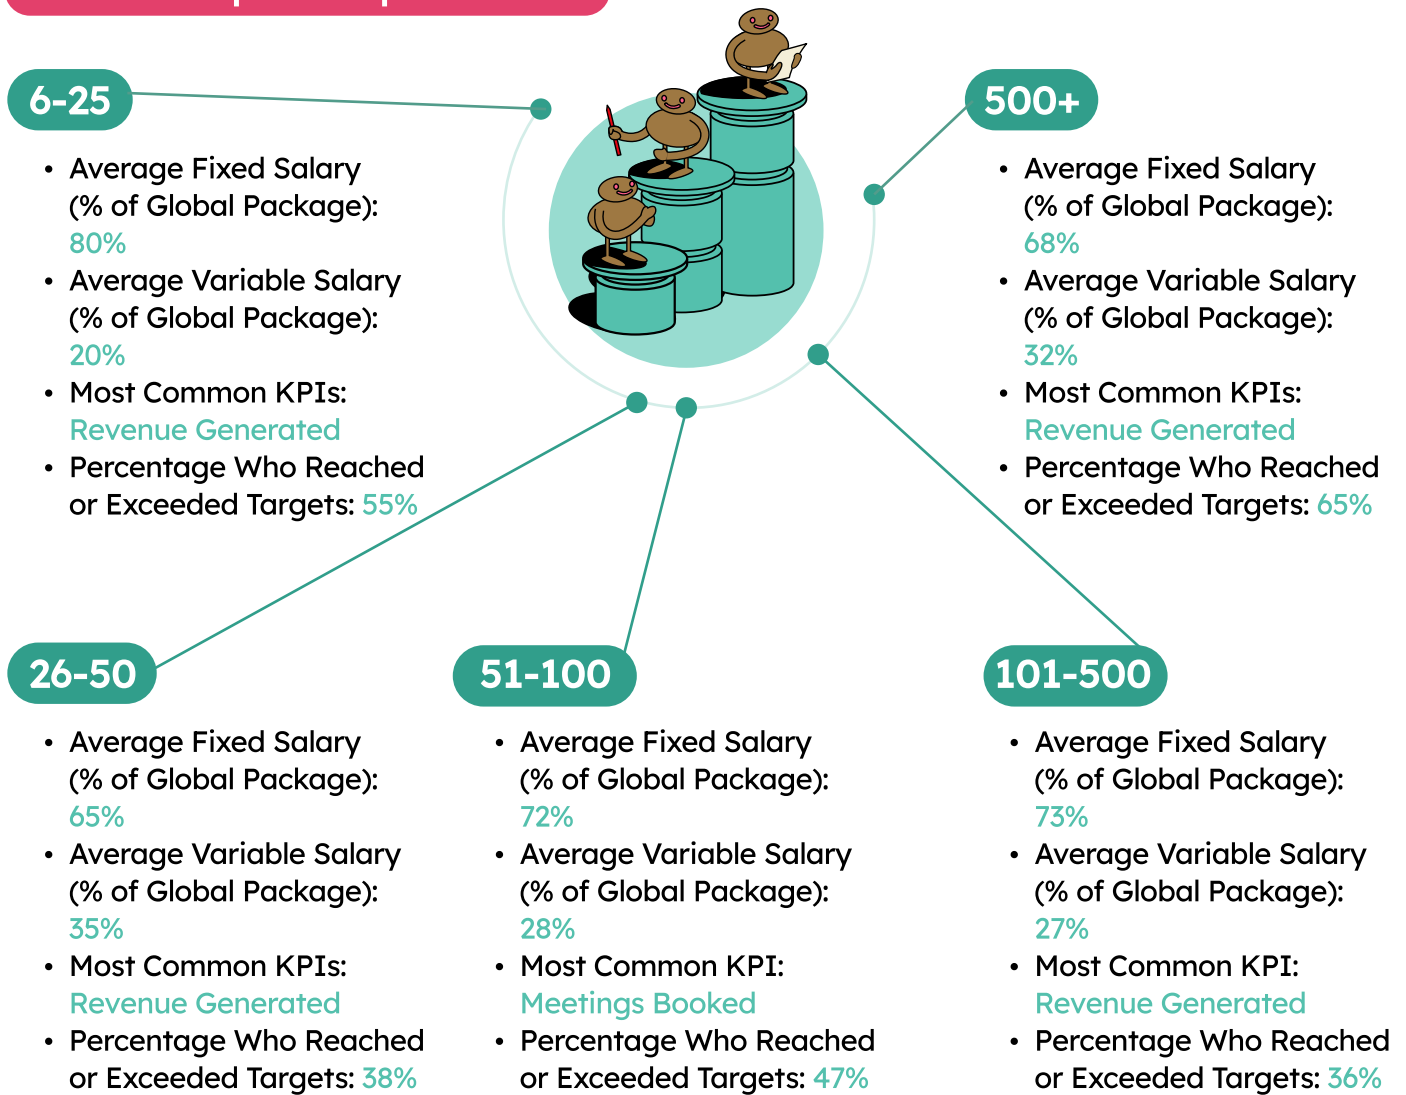 6-25
• Average Fixed Salary
(% of Global Package):
80%
• Average Variable Salary
(% of Global Package):
20%
• Most Common KPIs:
Revenue Generated
• Percentage Who Reached
or Exceeded Targets: 55%
500+
• Average Fixed Salary
(% of Global Package):
68%
• Average Variable Salary
(% of Global Package):
32%
• Most Common KPIs:
Revenue Generated
• Percentage Who Reached
or Exceeded Targets: 65%
26-50
• Average Fixed Salary
(% of Global Package):
65%
• Average Variable Salary
(% of Global Package):
35%
• Most Common KPIs:
Revenue Generated
• Percentage Who Reached
or Exceeded Targets: 38%
51-100
• Average Fixed Salary
(% of Global Package):
72%
• Average Variable Salary
(% of Global Package):
28%
• Most Common KPI:
Meetings Booked
• Percentage Who Reached
or Exceeded Targets: 47%
101-500
• Average Fixed Salary
(% of Global Package):
73%
• Average Variable Salary
(% of Global Package):
27%
• Most Common KPI:
Revenue Generated
• Percentage Who Reached
or Exceeded Targets: 36%